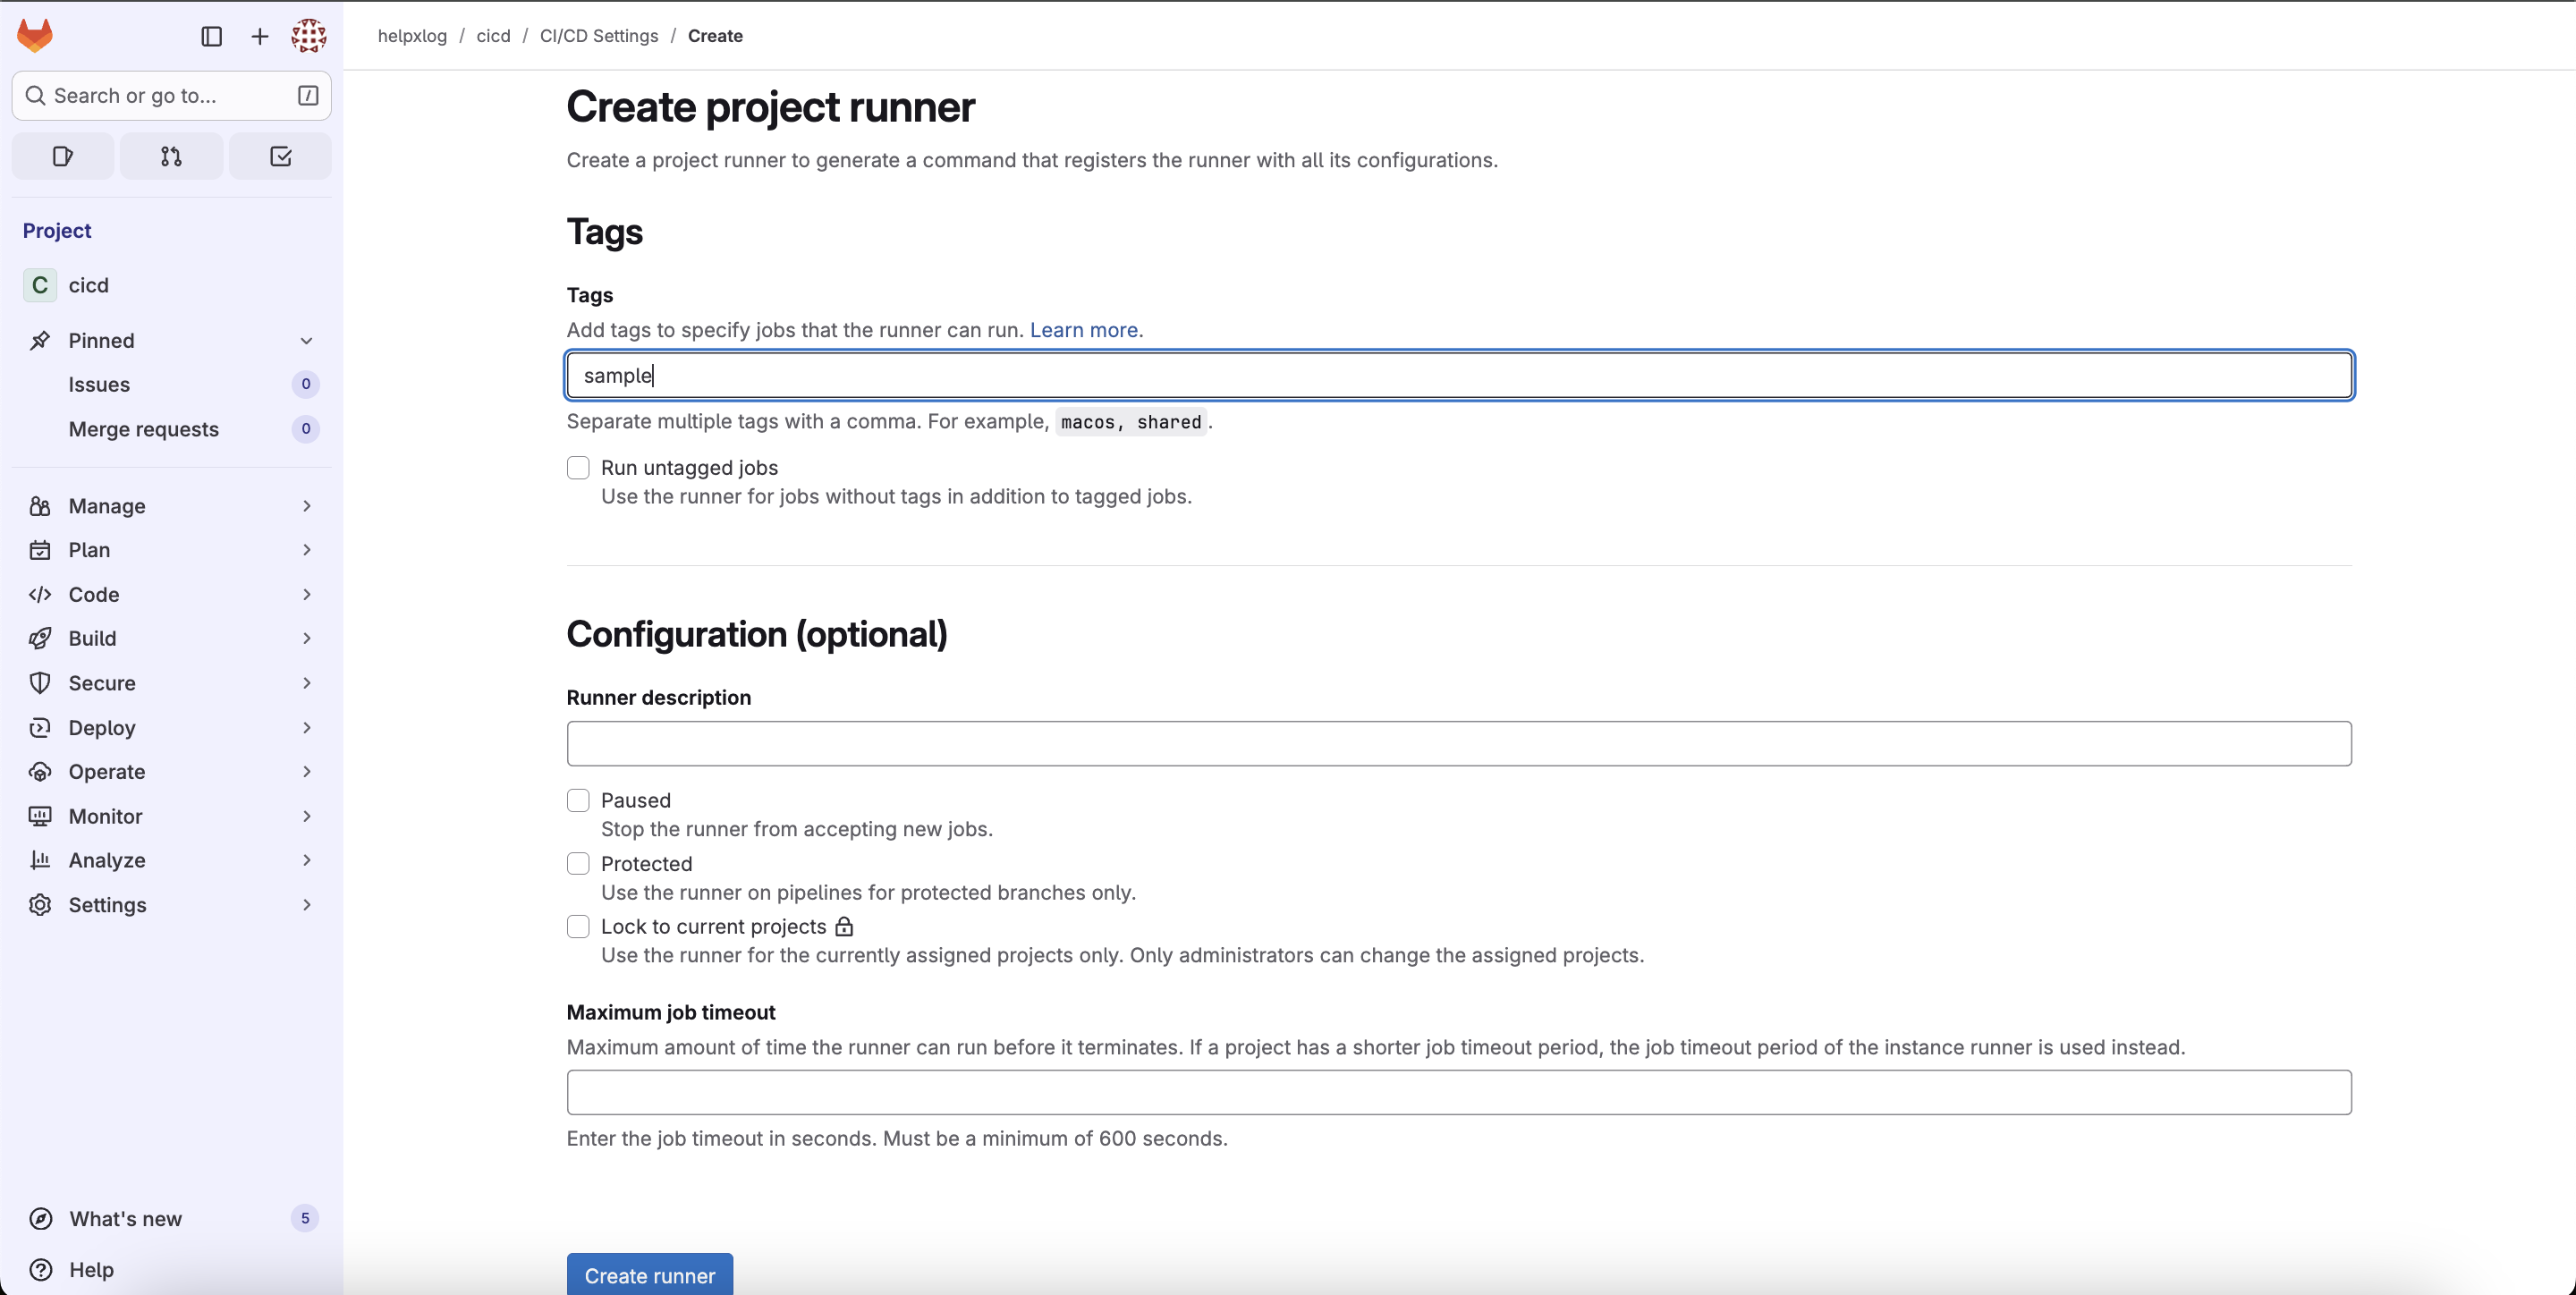 helpxlog / cicd / CI/CD Settings / Create
Search or go to... /
Project
C cicd
Pinned
Issues 0
Merge requests 0
Manage
Plan
Code
Build
Secure
Deploy
Operate
Monitor
Analyze
Settings
What's new 5
Help
Create project runner
Create a project runner to generate a command that registers the runner with all its configurations.
Tags
Tags
Add tags to specify jobs that the runner can run. Learn more.
sample
Separate multiple tags with a comma. For example, macos, shared.
Run untagged jobs
Use the runner for jobs without tags in addition to tagged jobs.
Configuration (optional)
Runner description
Paused
Stop the runner from accepting new jobs.
Protected
Use the runner on pipelines for protected branches only.
Lock to current projects
Use the runner for the currently assigned projects only. Only administrators can change the assigned projects.
Maximum job timeout
Maximum amount of time the runner can run before it terminates. If a project has a shorter job timeout period, the job timeout period of the instance runner is used instead.
Enter the job timeout in seconds. Must be a minimum of 600 seconds.
Create runner